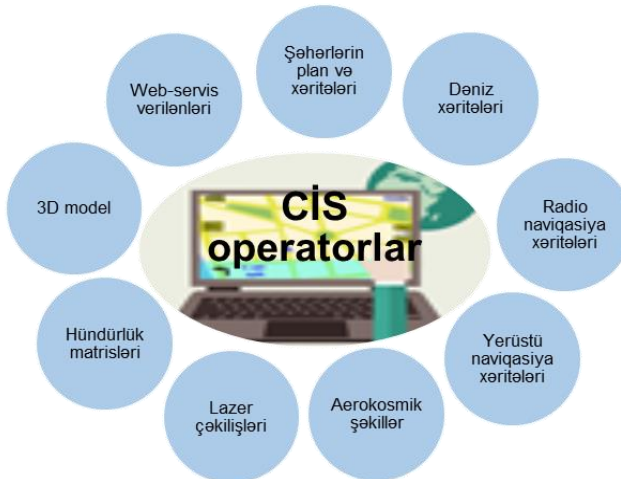 Şəhərlərin
plan və
xəritələri
Dəniz
xəritələri
Radio
naviqasiya
xəritələri
Yerüstü
naviqasiya
xəritələri
Aerokosmik
şəkillər
Lazer
çəkilişləri
Hündürlük
matrisləri
3D model
Web-servis
verilənləri
CİS
operatorlar